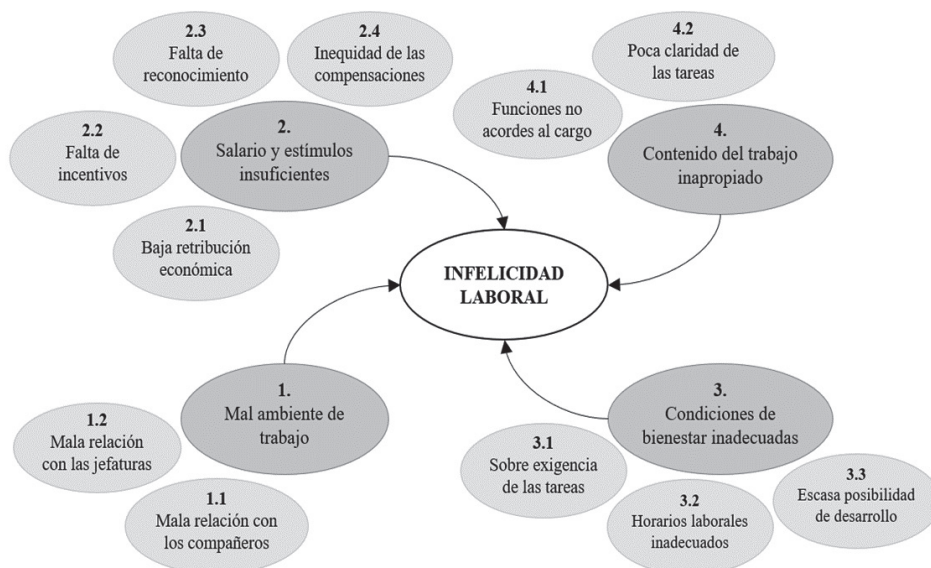 2.3
Falta de
reconocimiento
2.4
Inequidad de las
compensaciones
2.2
Falta de
incentivos
2.
Salario y estímulos
insuficientes
2.1
Baja retribución
económica
4.2
Poca claridad de
las tareas
4.1
Funciones no
acordes al cargo
4.
Contenido del trabajo
inapropiado
INFELICIDAD
LABORAL
1.
Mal ambiente de
trabajo
1.2
Mala relación
con las jefaturas
1.1
Mala relación con
los compañeros
3.
Condiciones de
bienestar inadecuadas
3.1
Sobre exigencia
de las tareas
3.2
Horarios laborales
inadecuados
3.3
Escasa posibilidad
de desarrollo